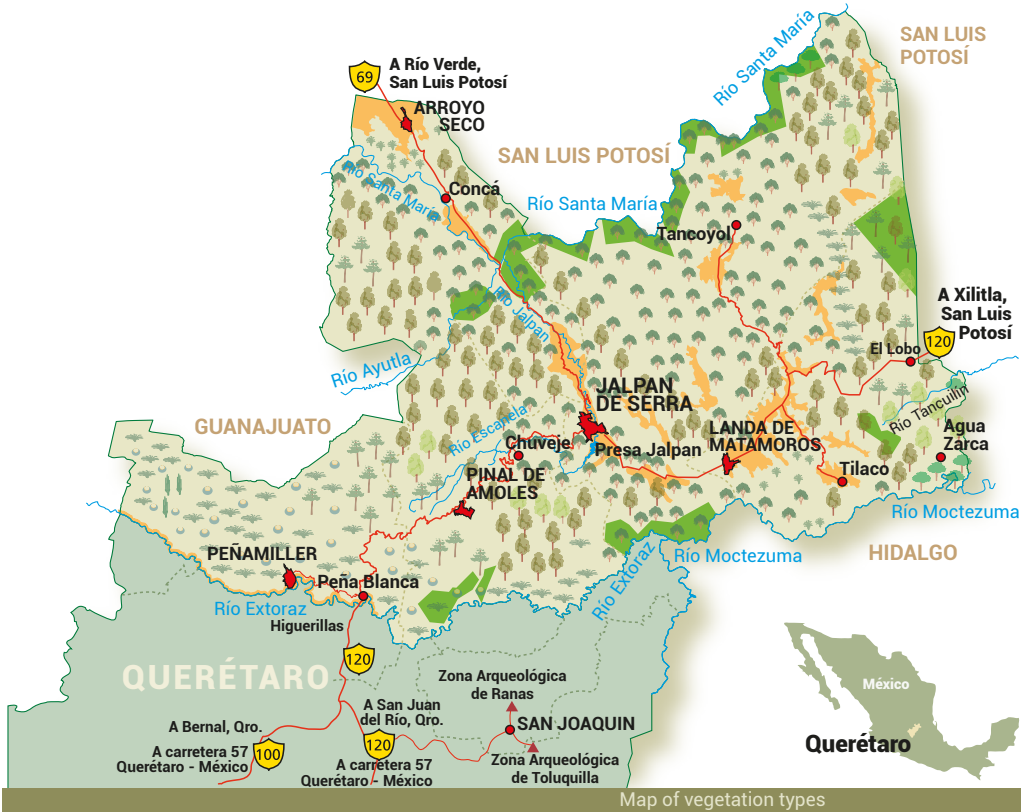 SAN LUIS
POTOSÍ
Río Santa María
69
A Río Verde,
San Luis Potosí
ARROYO
SECO
SAN LUIS POTOSÍ
Río Santa María
Concá
Río Santa María
Tancoyol
A Xilitla,
San Luis
Potosí
120
El Lobo
Río Jalpan
Río Ayutla
JALPAN
DE SERRA
Río Tancuilín
GUANAJUATO
Río Escanela
Chuveje
Presa Jalpan
LANDA DE
MATAMOROS
Agua
Zarca
Tilaco
PINAL DE
AMOLES
Río Moctezuma
HIDALGO
PEÑAMILLER
Peña Blanca
Río Extoraz
Higuerillas
Río Extoraz
Río Moctezuma
QUERÉTARO
120
Zona Arqueológica
de Ranas
A San Juan
del Río, Qro.
SAN JOAQUIN
A Bernal, Qro.
100
120
A carretera 57
Querétaro - México
A carretera 57
Querétaro - México
Zona Arqueológica
de Toluquilla
México
Querétaro
Map of vegetation types